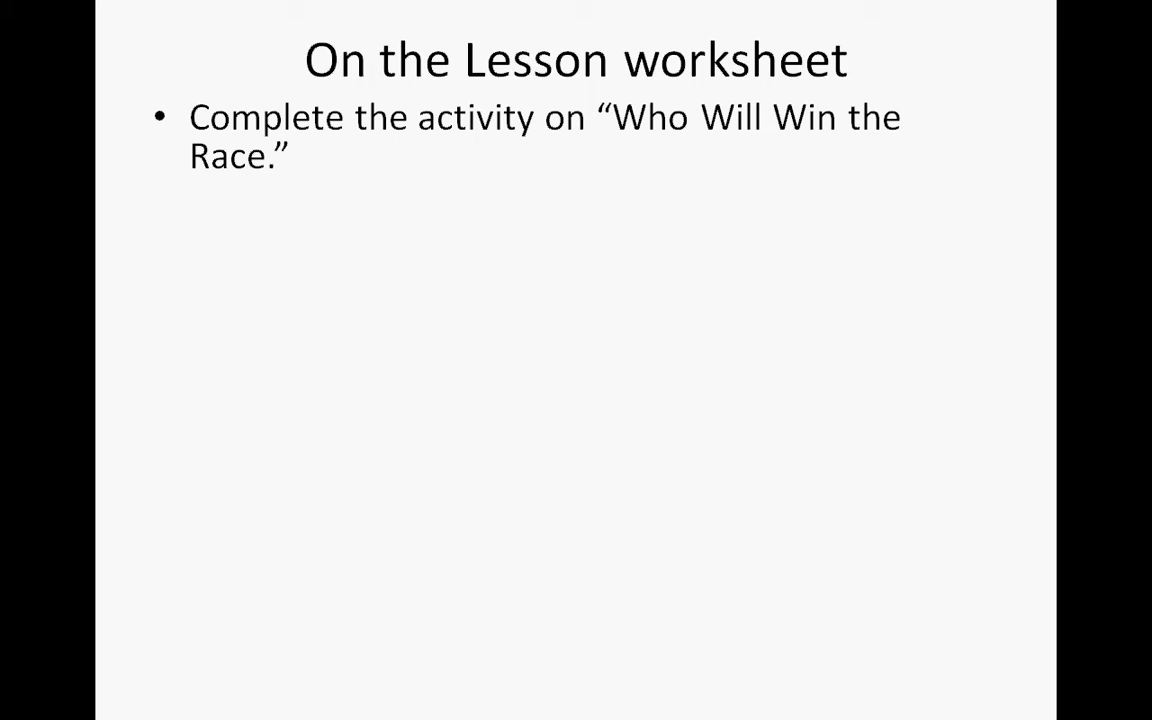 On the Lesson worksheet
• Complete the activity on “Who Will Win the
Race.”